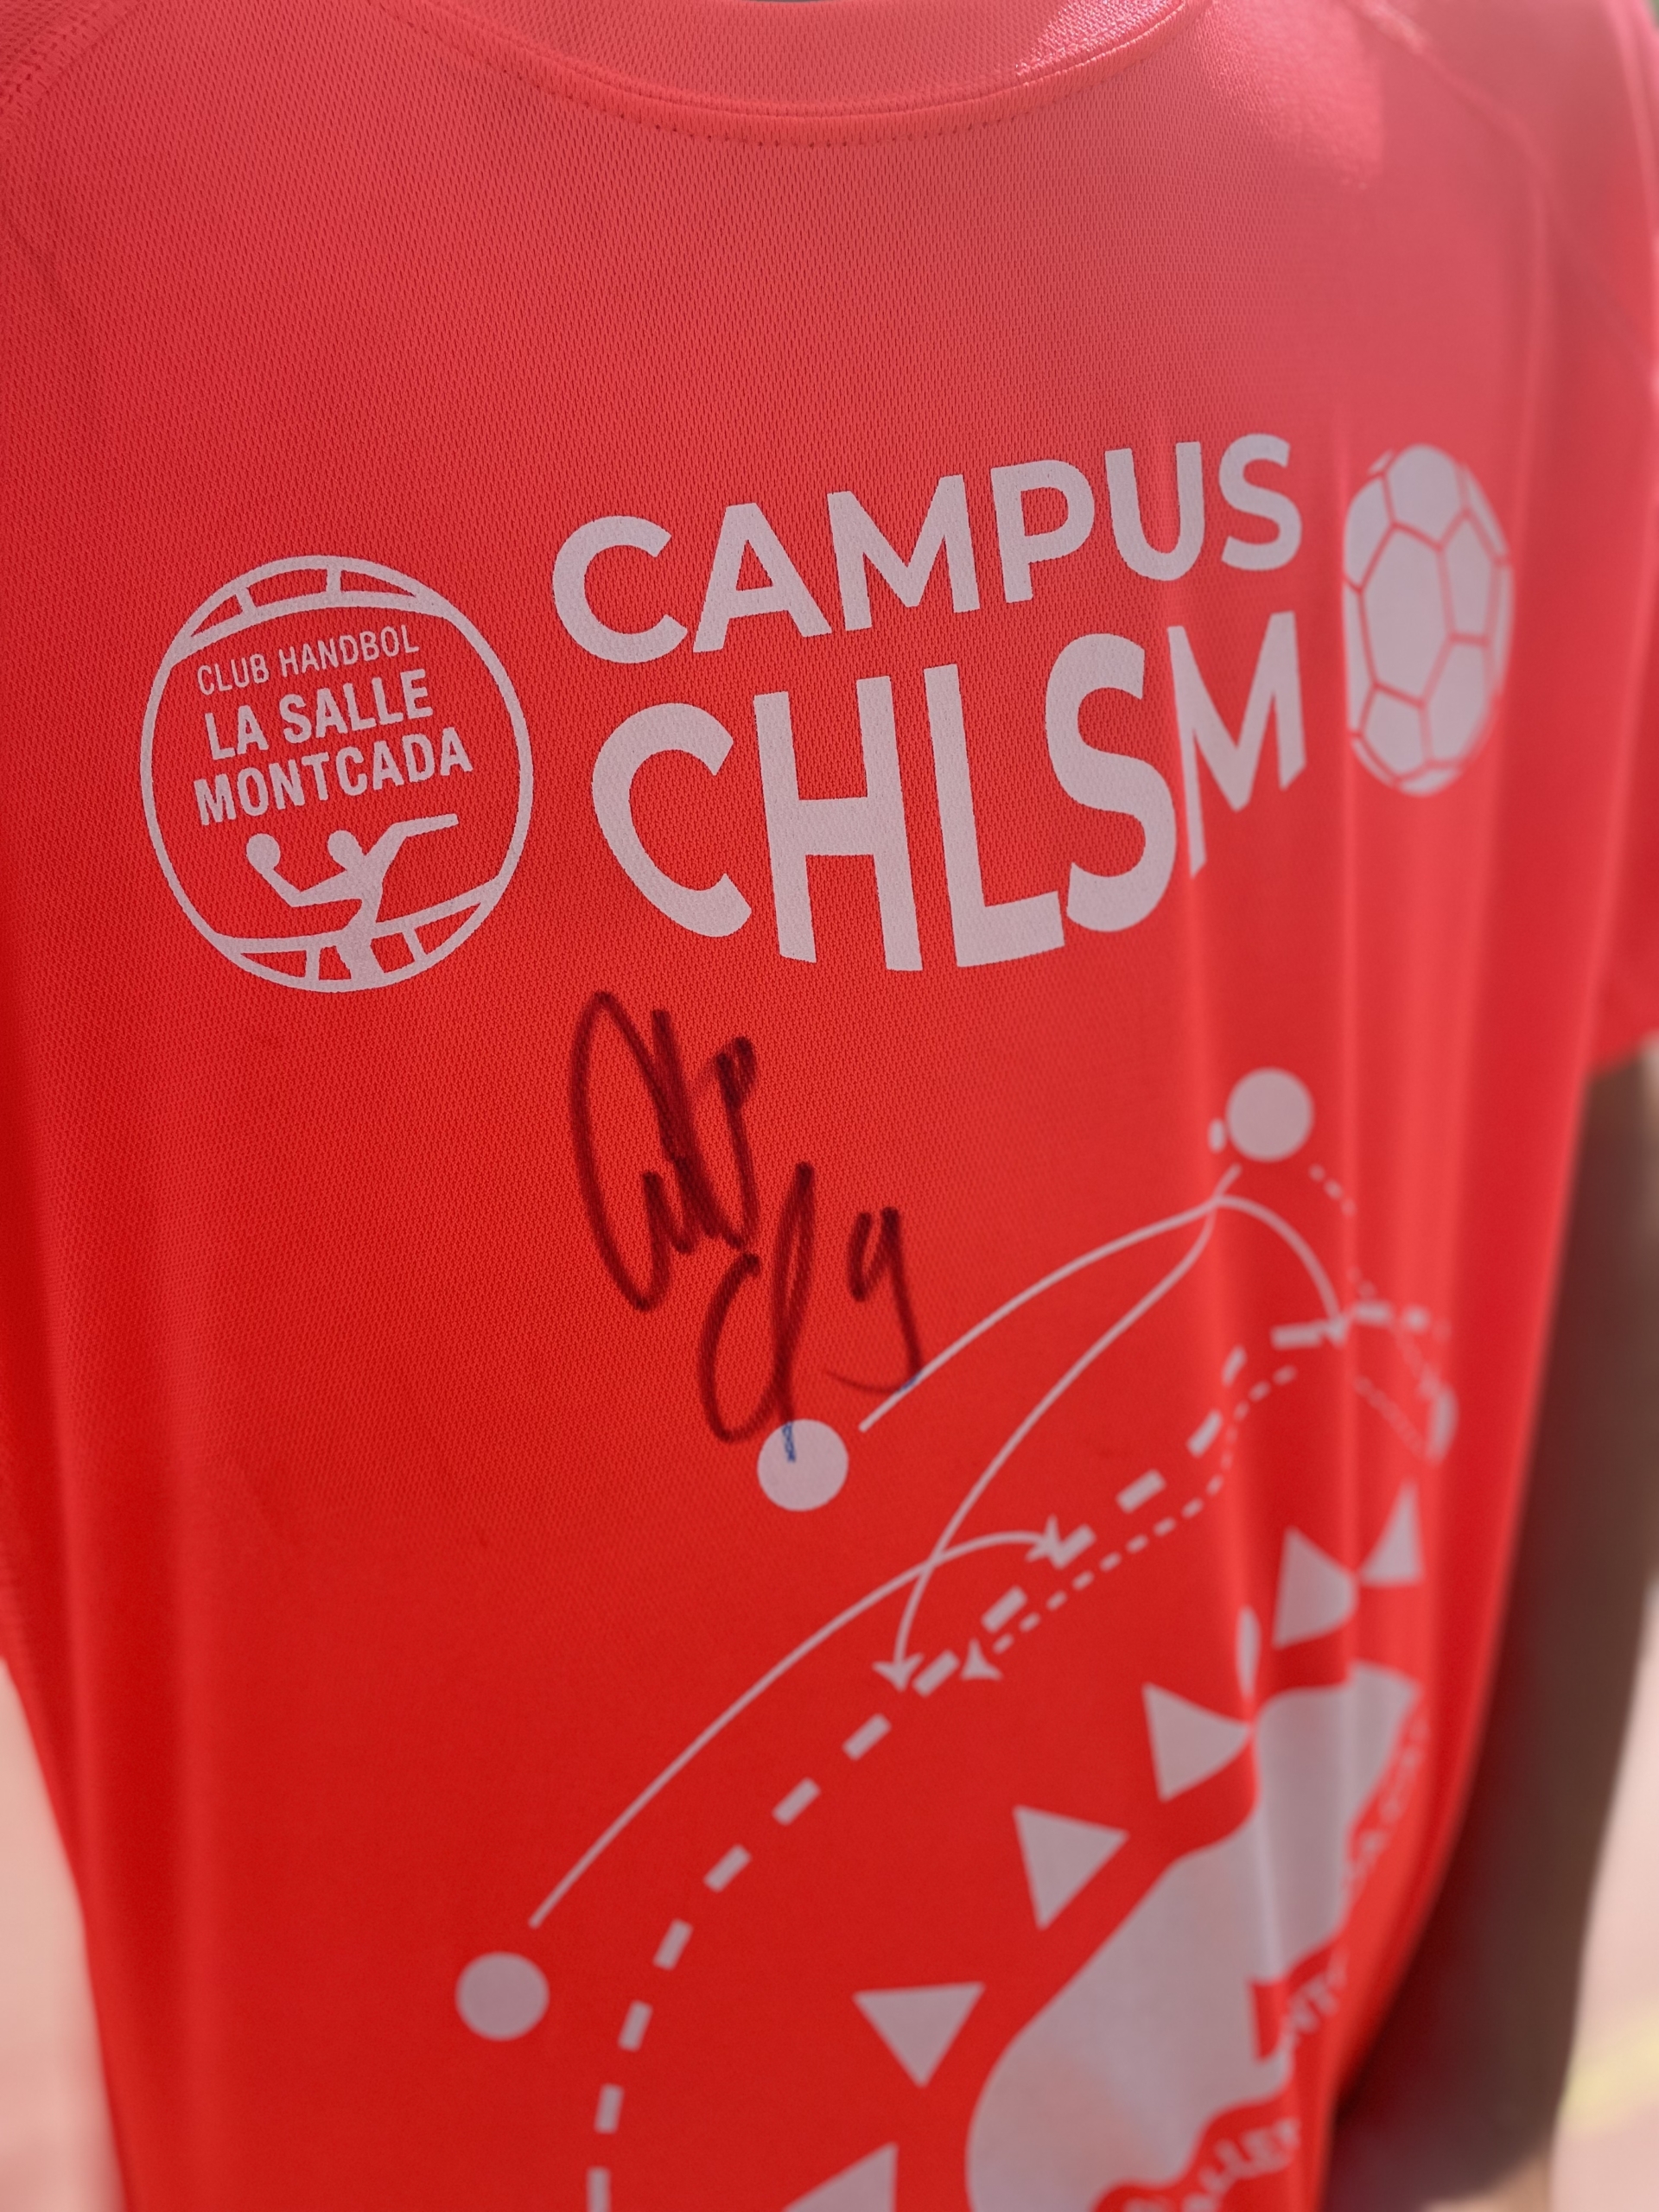 CLUB HANDBOL
LA SALLE
MONTCADA
CAMPUS
CHLSM